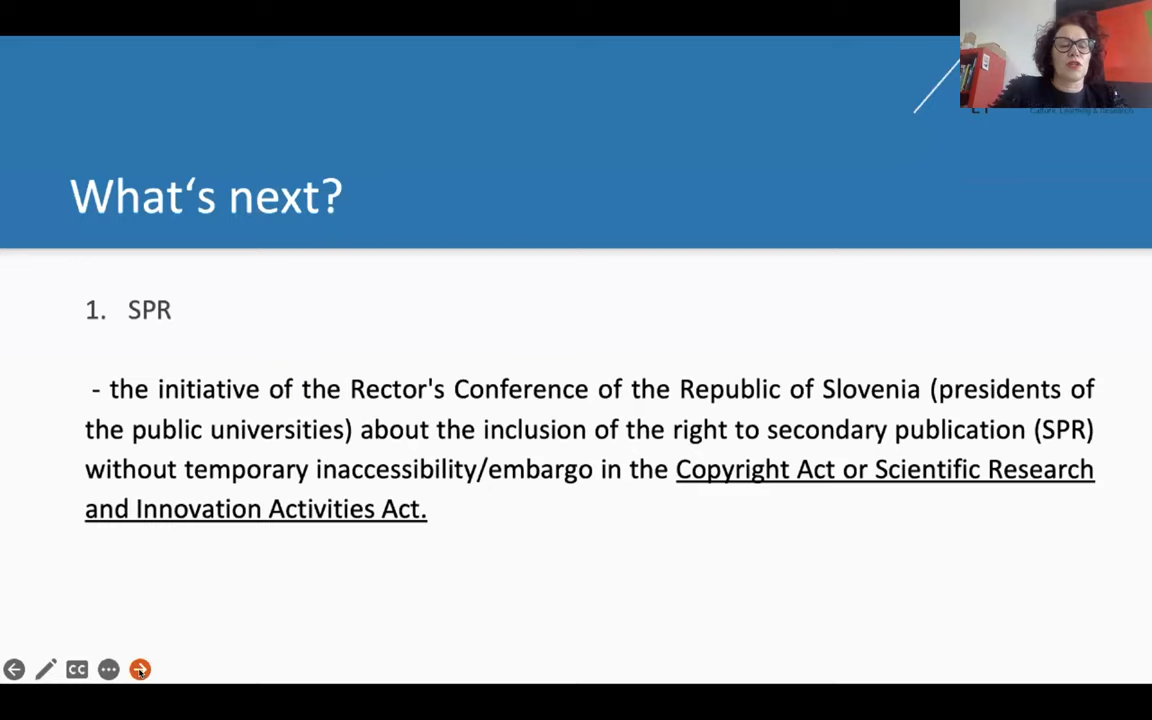 What‘s next?
1. SPR
- the initiative of the Rector's Conference of the Republic of Slovenia (presidents of
the public universities) about the inclusion of the right to secondary publication (SPR)
without temporary inaccessibility/embargo in the Copyright Act or Scientific Research
and Innovation Activities Act.
CC